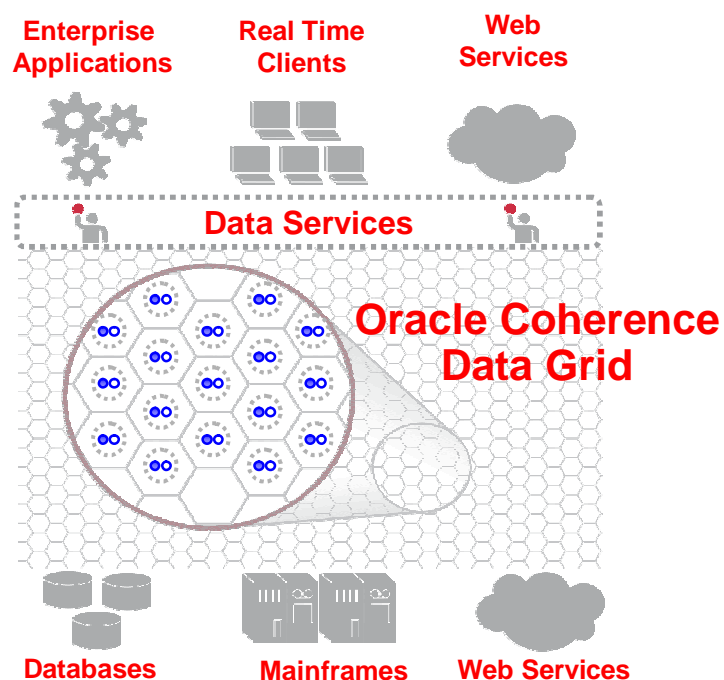 Enterprise
Applications
Real Time
Clients
Web
Services
Data Services
Oracle Coherence
Data Grid
Databases
Mainframes
Web Services